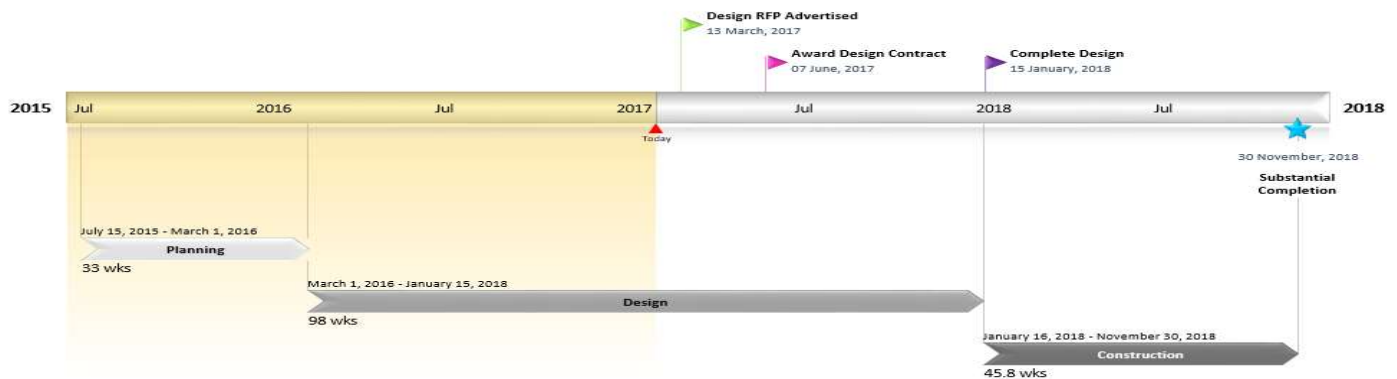 Design RFP Advertised
13 March, 2017
Award Design Contract
07 June, 2017
Complete Design
15 January, 2018
2015 Jul 2016 Jul 2017 Jul 2018 Jul 2018
Today
30 November, 2018
Substantial
Completion
July 15, 2015 - March 1, 2016
Planning
33 wks
March 1, 2016 - January 15, 2018
Design
98 wks
January 16, 2018 - November 30, 2018
Construction
45.8 wks